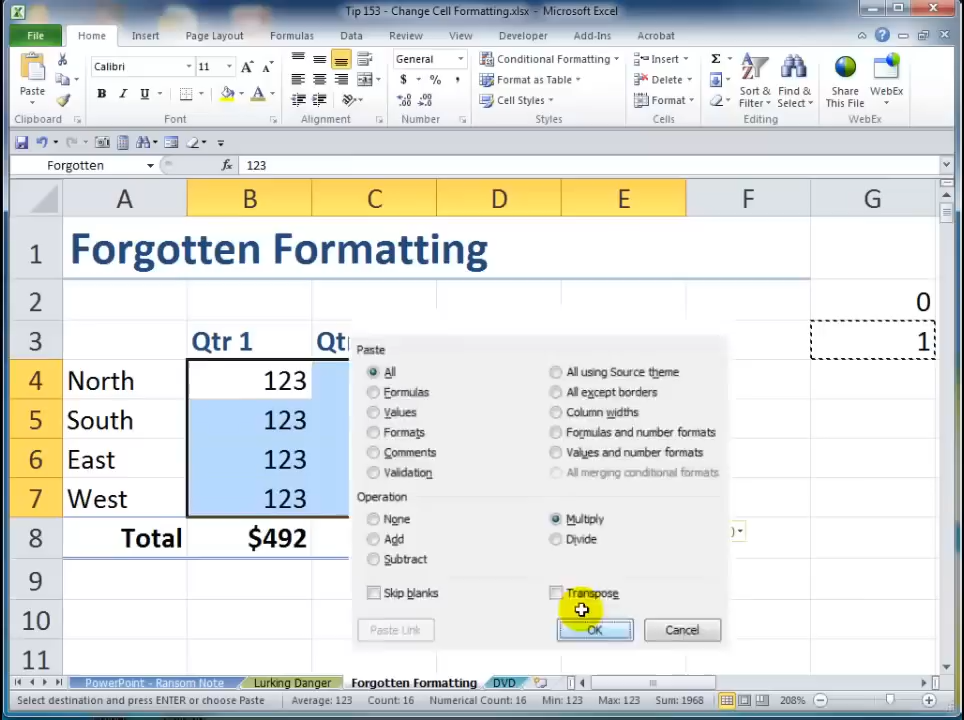 Tip 153 - Change Cell Formatting.xlsx - Microsoft Excel
File Home Insert Page Layout Formulas Data Review View Developer Add-Ins Acrobat
Paste
Calibri 11
General
Conditional Formatting
Insert
Format as Table
Delete
Sort & Filter
Find & Select
Share This File
WebEx
B I U
$ % ,
Cell Styles
Format
Clipboard Font Alignment Number Styles Cells Editing WebEx
Forgotten fx 123
A B C D E F G
1 Forgotten Formatting
2 0
3 Qtr 1 1
4 North 123
5 South 123
6 East 123
7 West 123
8 Total $492
9
10
11
Paste
All All using Source theme
Formulas All except borders
Values Column widths
Formats Formulas and number formats
Comments Values and number formats
Validation All merging conditional formats
Operation
None Multiply
Add Divide
Subtract
Skip blanks Transpose
Paste Link OK Cancel
PowerPoint - Ransom Note Lurking Danger Forgotten Formatting DVD
Select destination and press ENTER or choose Paste Average: 123 Count: 16 Numerical Count: 16 Min: 123 Max: 123 Sum: 1968 208%